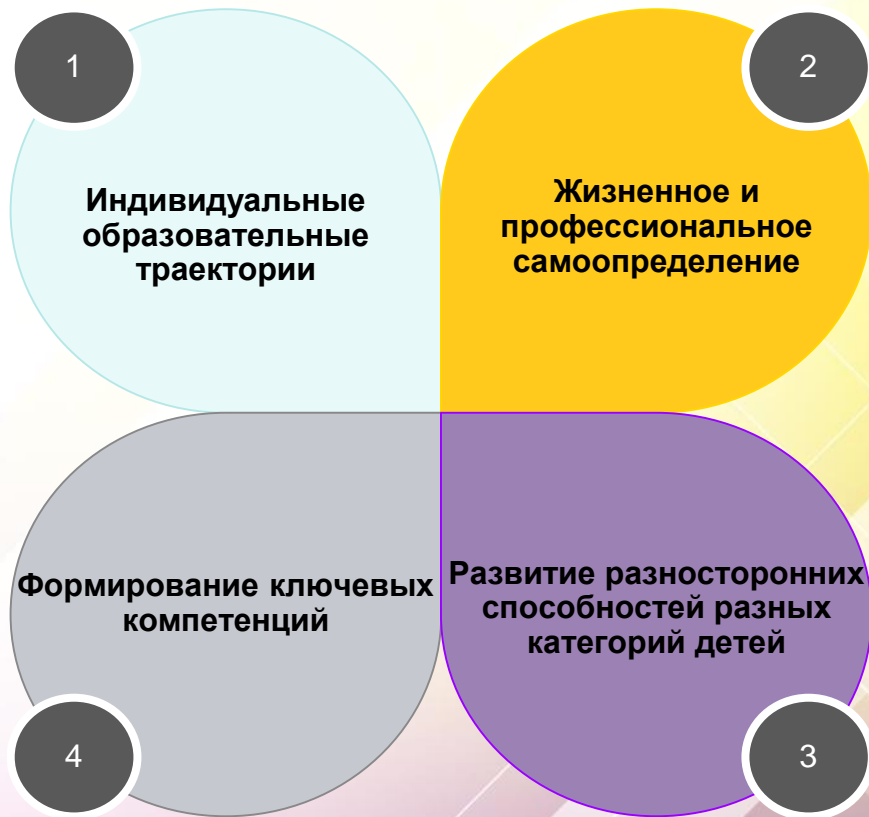 1
Индивидуальные
образовательные
траектории
2
Жизненное и
профессиональное
самоопределение
Формирование ключевых
компетенций
4
Развитие разносторонних
способностей разных
категорий детей
3